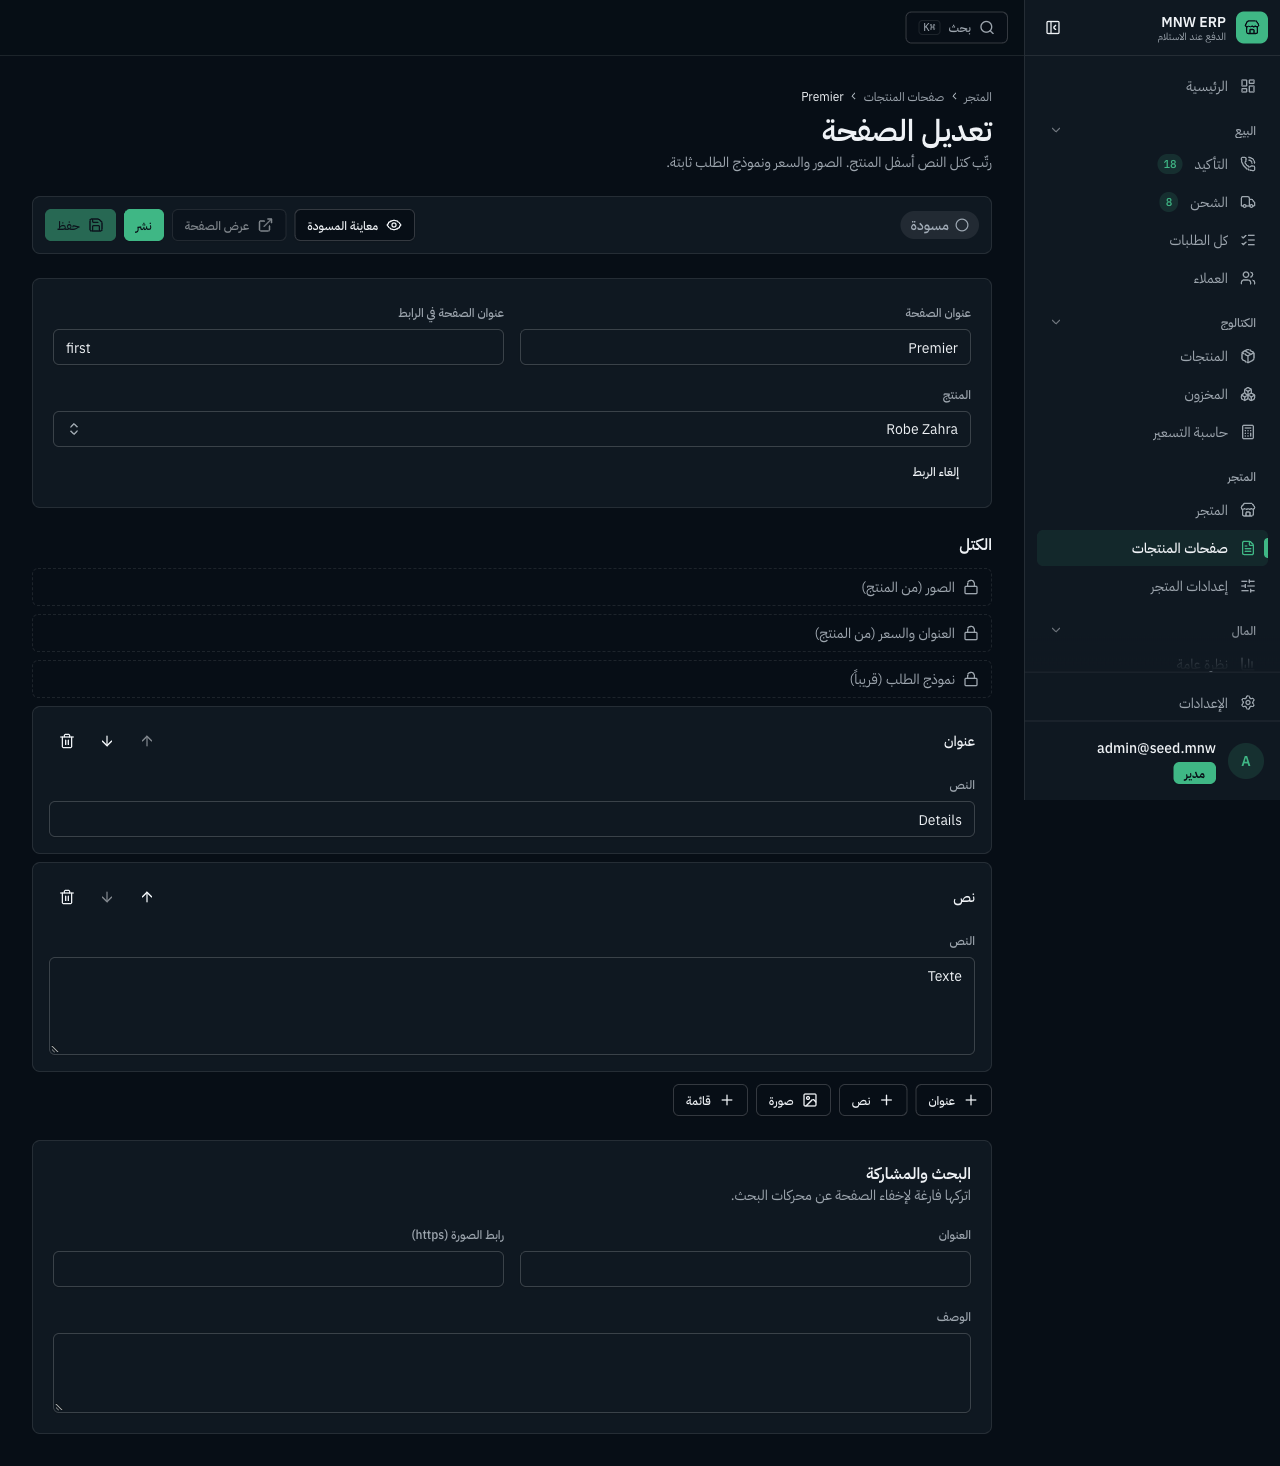 MNW ERP
الدفع عند الاستلام
الرئيسية
البيع
التأكيد 18
الشحن 8
كل الطلبات
العملاء
الكتالوج
المنتجات
المخزون
حاسبة التسعير
المتجر
المتجر
صفحات المنتجات
إعدادات المتجر
المال
نظرة عامة
الإعدادات
A
admin@seed.mnw
مدير
بحث ⌘K
المتجر › صفحات المنتجات › Premier
تعديل الصفحة
رتّب كتل النص أسفل المنتج. الصور والسعر ونموذج الطلب ثابتة.
مسودة
معاينة المسودة
عرض الصفحة
نشر
حفظ
عنوان الصفحة
Premier
عنوان الصفحة في الرابط
first
المنتج
Robe Zahra
إلغاء الربط
الكتل
الصور (من المنتج)
العنوان والسعر (من المنتج)
نموذج الطلب (قريباً)
عنوان
النص
Details
نص
النص
Texte
عنوان
نص
صورة
قائمة
البحث والمشاركة
اتركها فارغة لإخفاء الصفحة عن محركات البحث.
العنوان
رابط الصورة (https)
الوصف